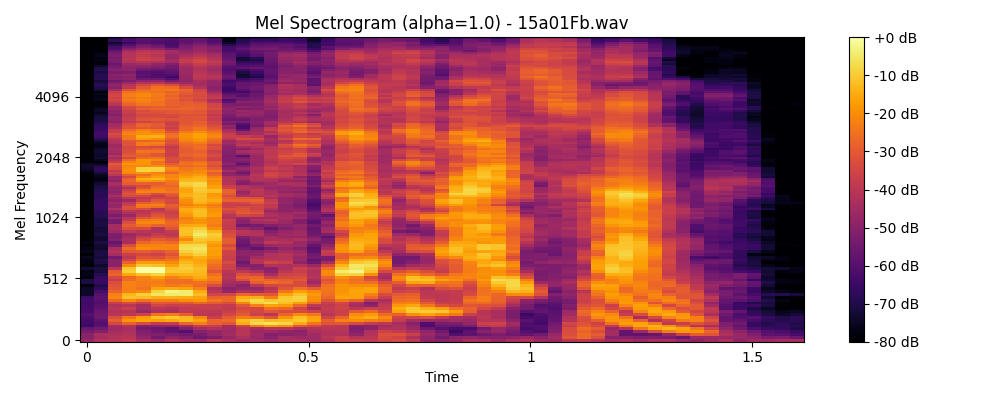 Mel Spectrogram (alpha=1.0) - 15a01Fb.wav
Mel Frequency
4096
2048
1024
512
0
0
0.5
1
1.5
Time
+0 dB
-10 dB
-20 dB
-30 dB
-40 dB
-50 dB
-60 dB
-70 dB
-80 dB